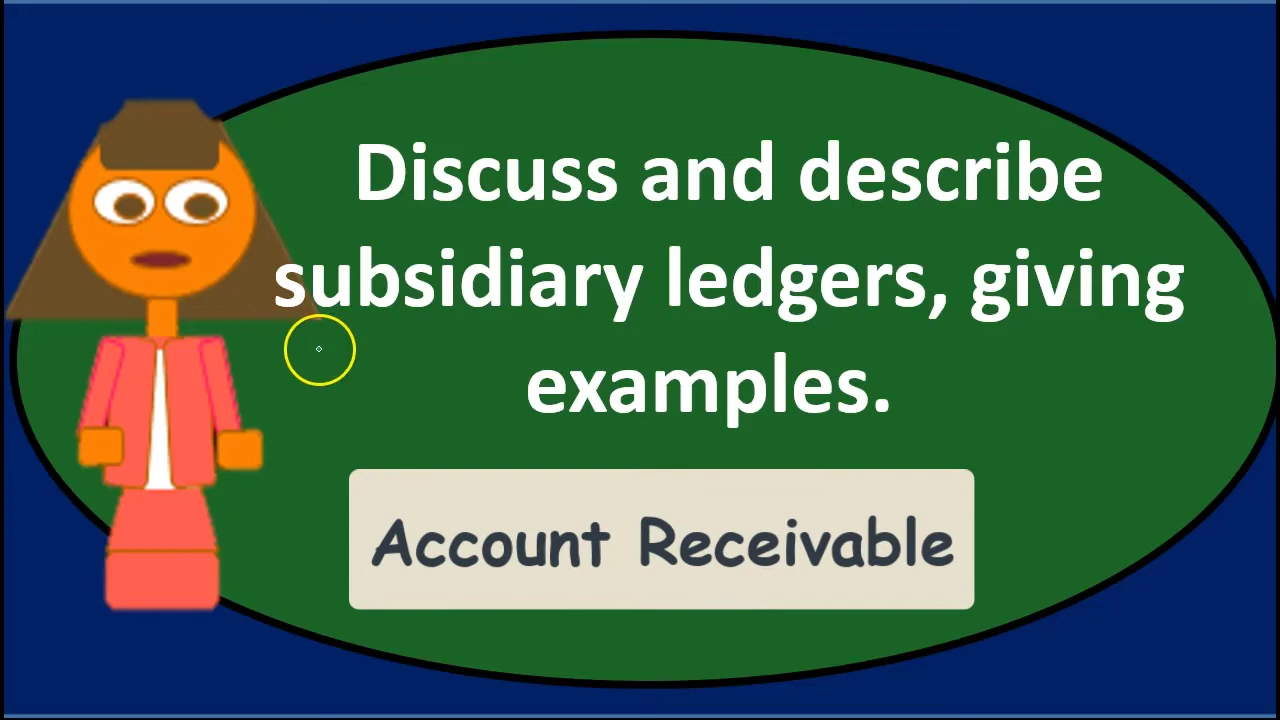 Discuss and describe
subsidiary ledgers, giving
examples.
Account Receivable